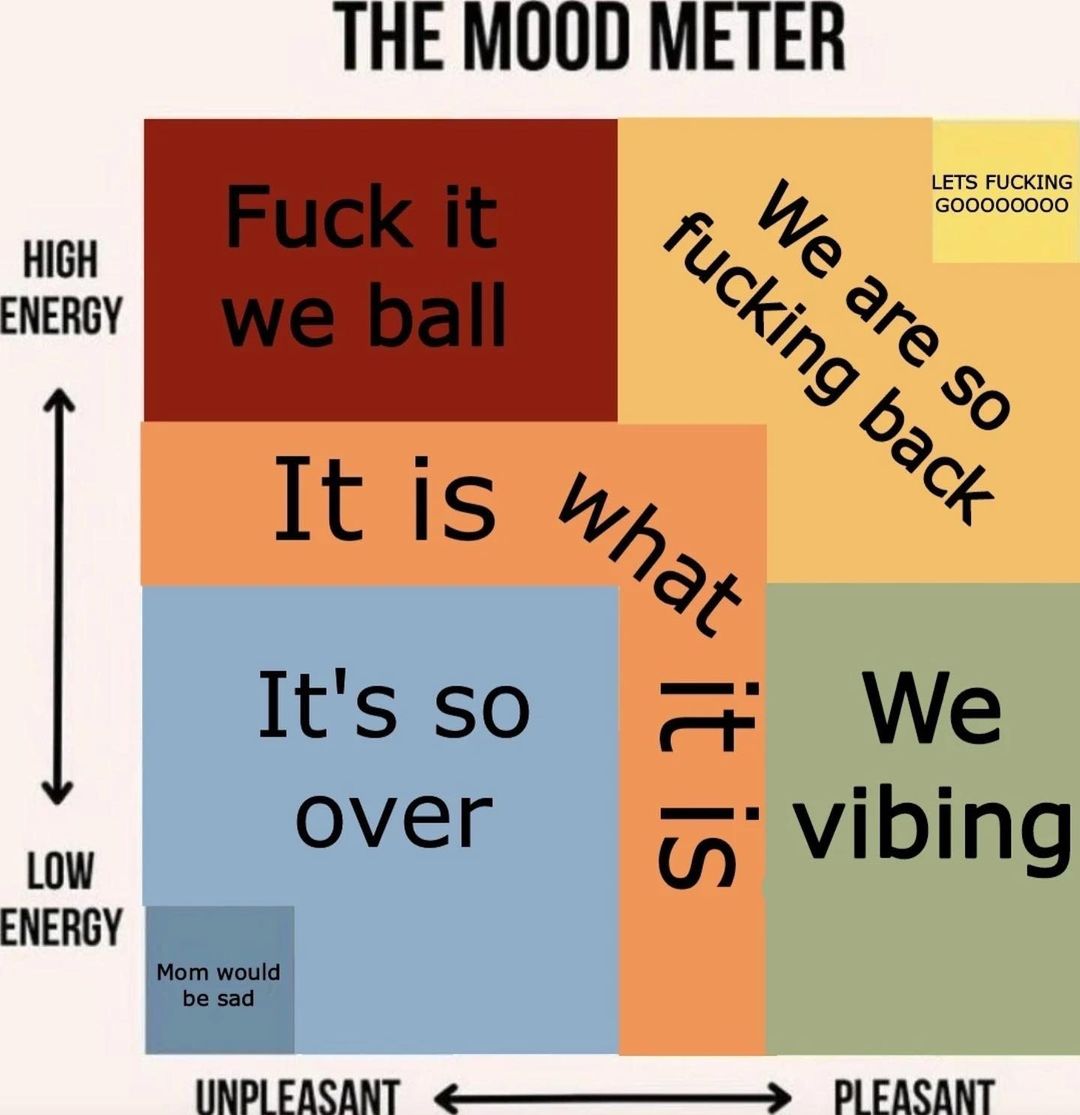 THE MOOD METER
HIGH
ENERGY
LOW
ENERGY
Fuck it
we ball
We are so
fucking back
LETS FUCKING
GOOOOOOOO
It is what it is
It's so
over
We
vibing
Mom would
be sad
UNPLEASANT
PLEASANT